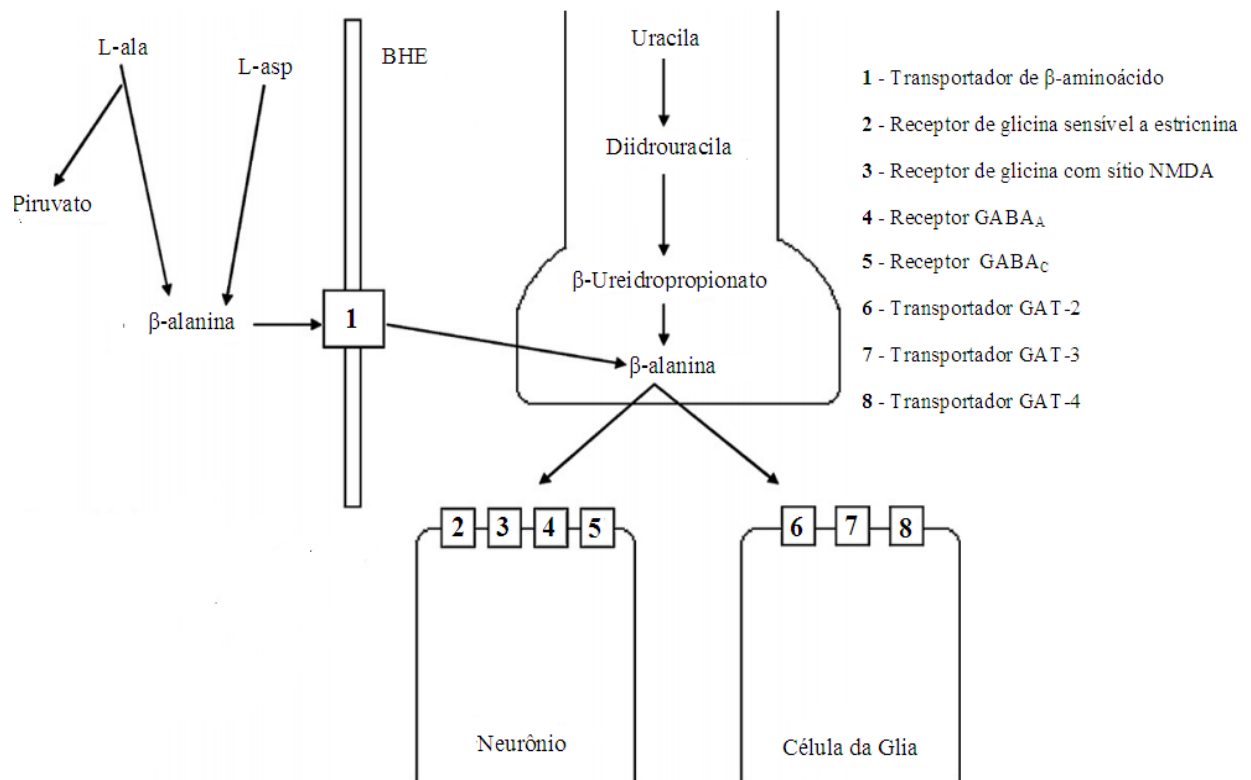 L-ala
L-asp
BHE
Piruvato
β-alanina
1
Uracila
Diidrouracila
β-Ureidropropionato
β-alanina
1 - Transportador de β-aminoácido
2 - Receptor de glicina sensível a estricnina
3 - Receptor de glicina com sítio NMDA
4 - Receptor GABAA
5 - Receptor GABAC
6 - Transportador GAT-2
7 - Transportador GAT-3
8 - Transportador GAT-4
2 3 4 5
6 7 8
Neurônio
Célula da Glia